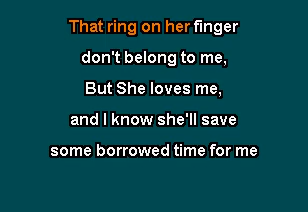 That ring on her finger
don't belong to me,
But She loves me,
and I know she'll save
some borrowed time for me